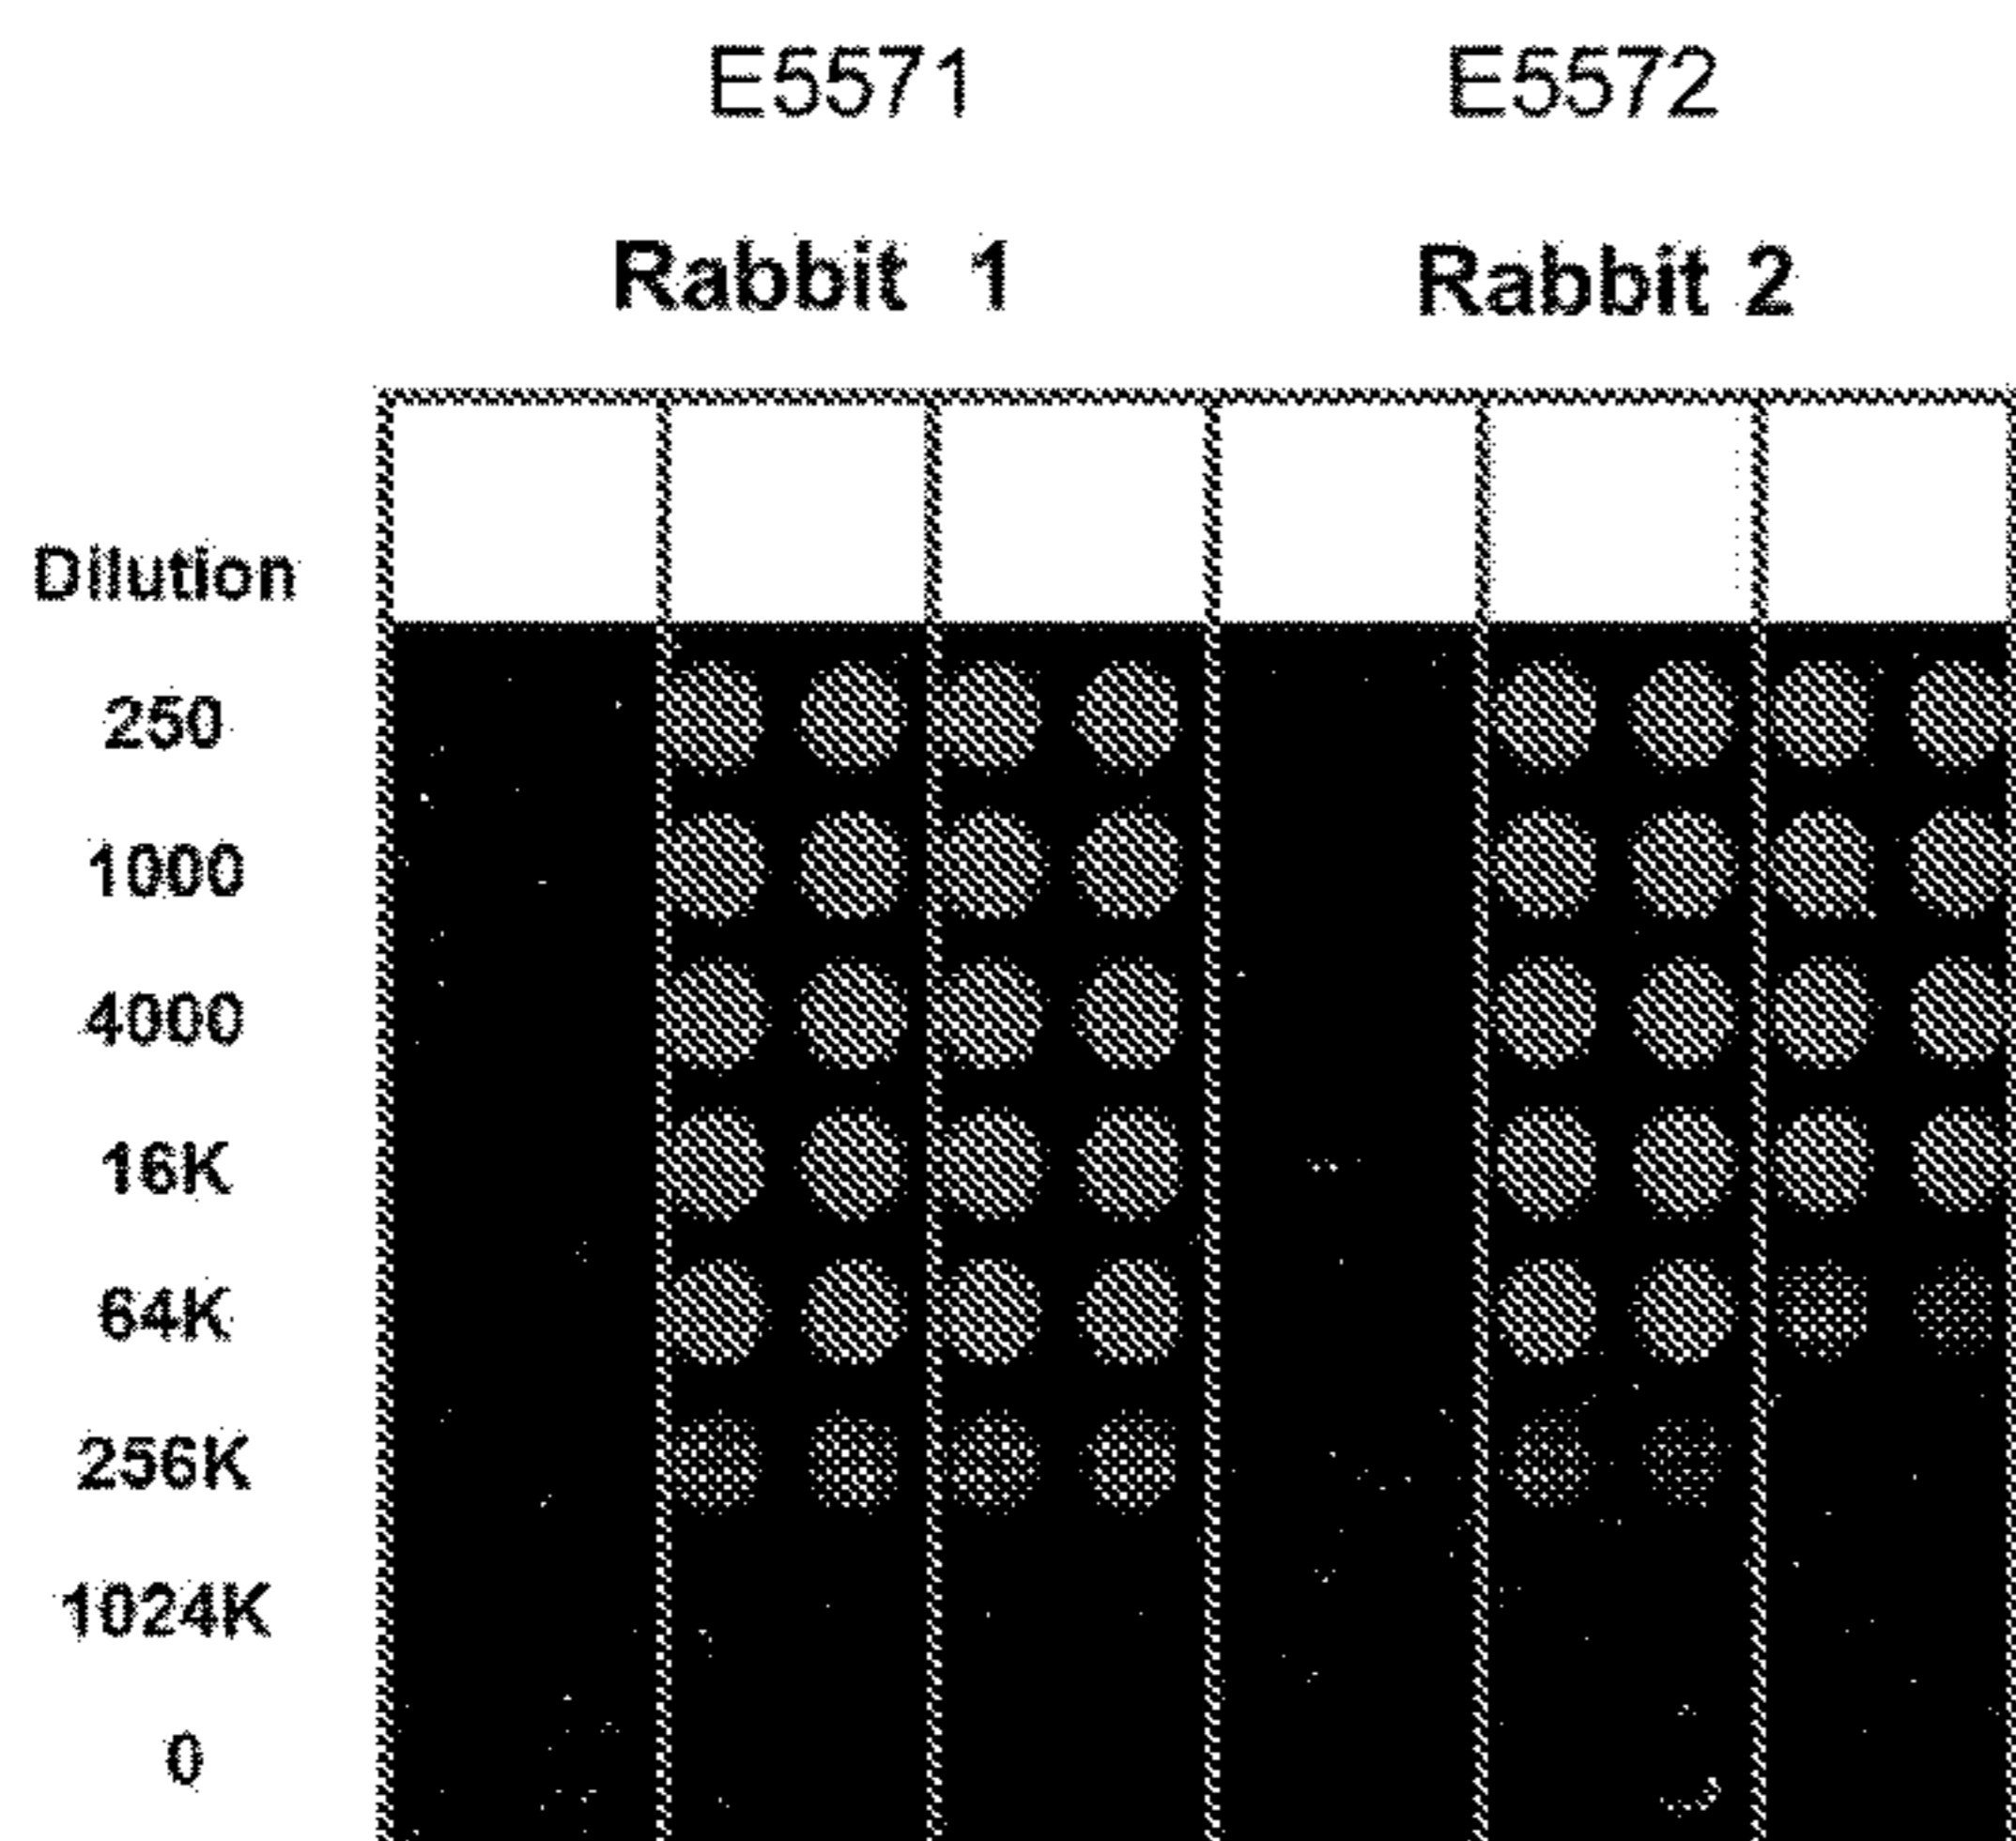 E5571 E5572
Rabbit 1 Rabbit 2
Dilution
250
1000
4000
16K
64K
256K
1024K
0